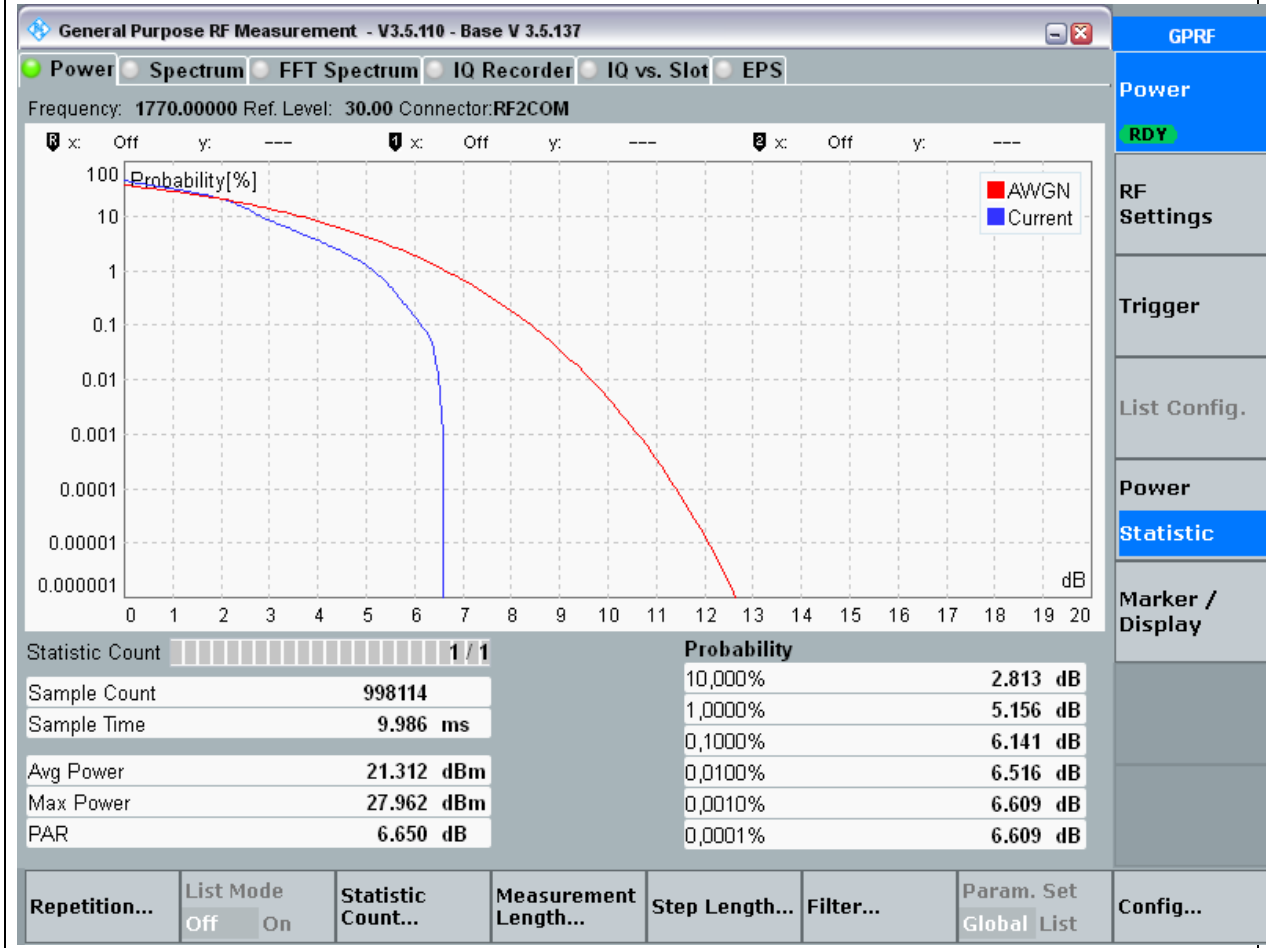 General Purpose RF Measurement - V3.5.110 - Base V 3.5.137
GPRF
Power Spectrum FFT Spectrum IQ Recorder IQ vs. Slot EPS
Frequency: 1770.00000 Ref. Level: 30.00 Connector:RF2COM
R x: Off y: --- 1 x: Off y: --- 2 x: Off y: ---
Probability[%]
100
10
1
0.1
0.01
0.001
0.0001
0.00001
0.000001
AWGN
Current
dB
0 1 2 3 4 5 6 7 8 9 10 11 12 13 14 15 16 17 18 19 20
Statistic Count 1 / 1
Sample Count 998114
Sample Time 9.986 ms
Avg Power 21.312 dBm
Max Power 27.962 dBm
PAR 6.650 dB
Probability
10,000% 2.813 dB
1,0000% 5.156 dB
0,1000% 6.141 dB
0,0100% 6.516 dB
0,0010% 6.609 dB
0,0001% 6.609 dB
Power
RDY
RF
Settings
Trigger
List Config.
Power
Statistic
Marker /
Display
Repetition...
List Mode
Off On
Statistic
Count...
Measurement
Length...
Step Length...
Filter...
Param. Set
Global List
Config...